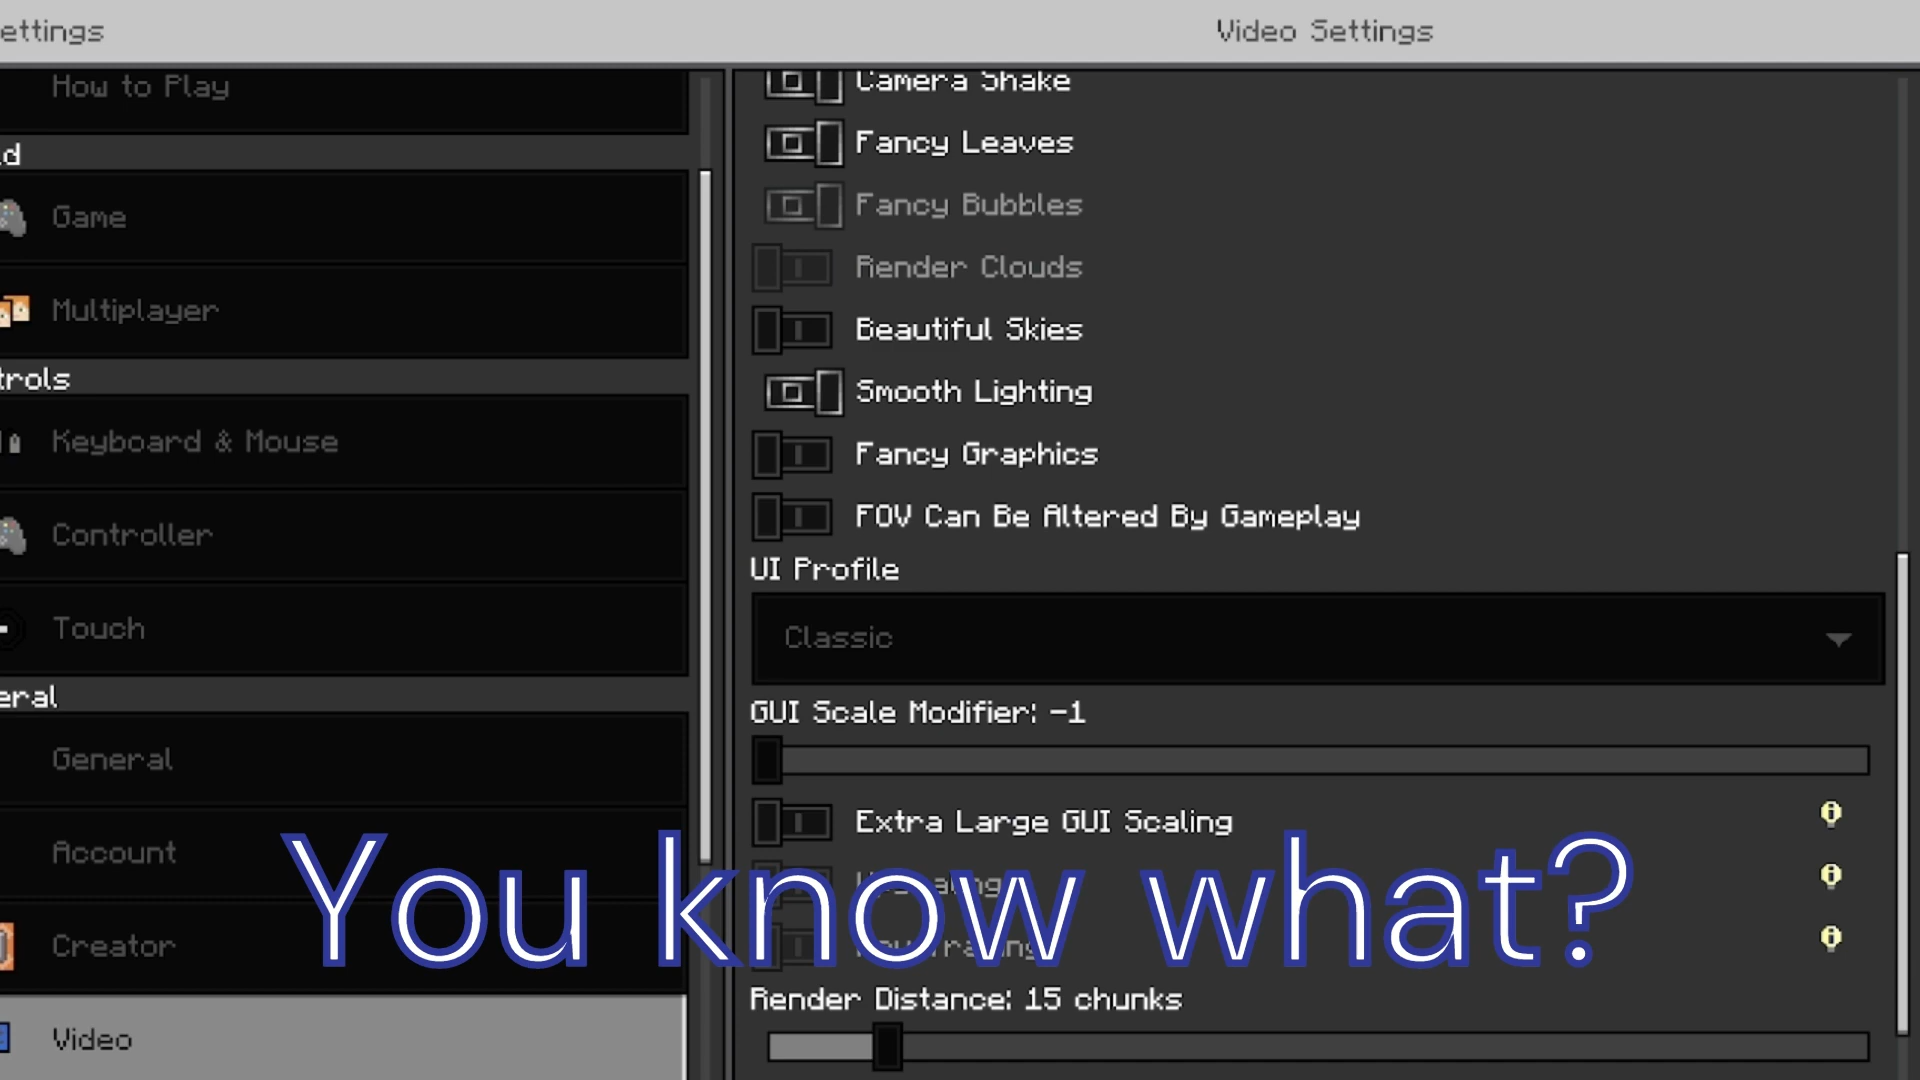 ettings
Video Settings
How to Play
ld
Game
Multiplayer
trols
Keyboard & Mouse
Controller
Touch
eral
General
Account
Creator
Video
Camera Shake
Fancy Leaves
Fancy Bubbles
Render Clouds
Beautiful Skies
Smooth Lighting
Fancy Graphics
FOV Can Be Altered By Gameplay
UI Profile
Classic
GUI Scale Modifier: -1
Extra Large GUI Scaling
You know what?
Render Distance: 15 chunks